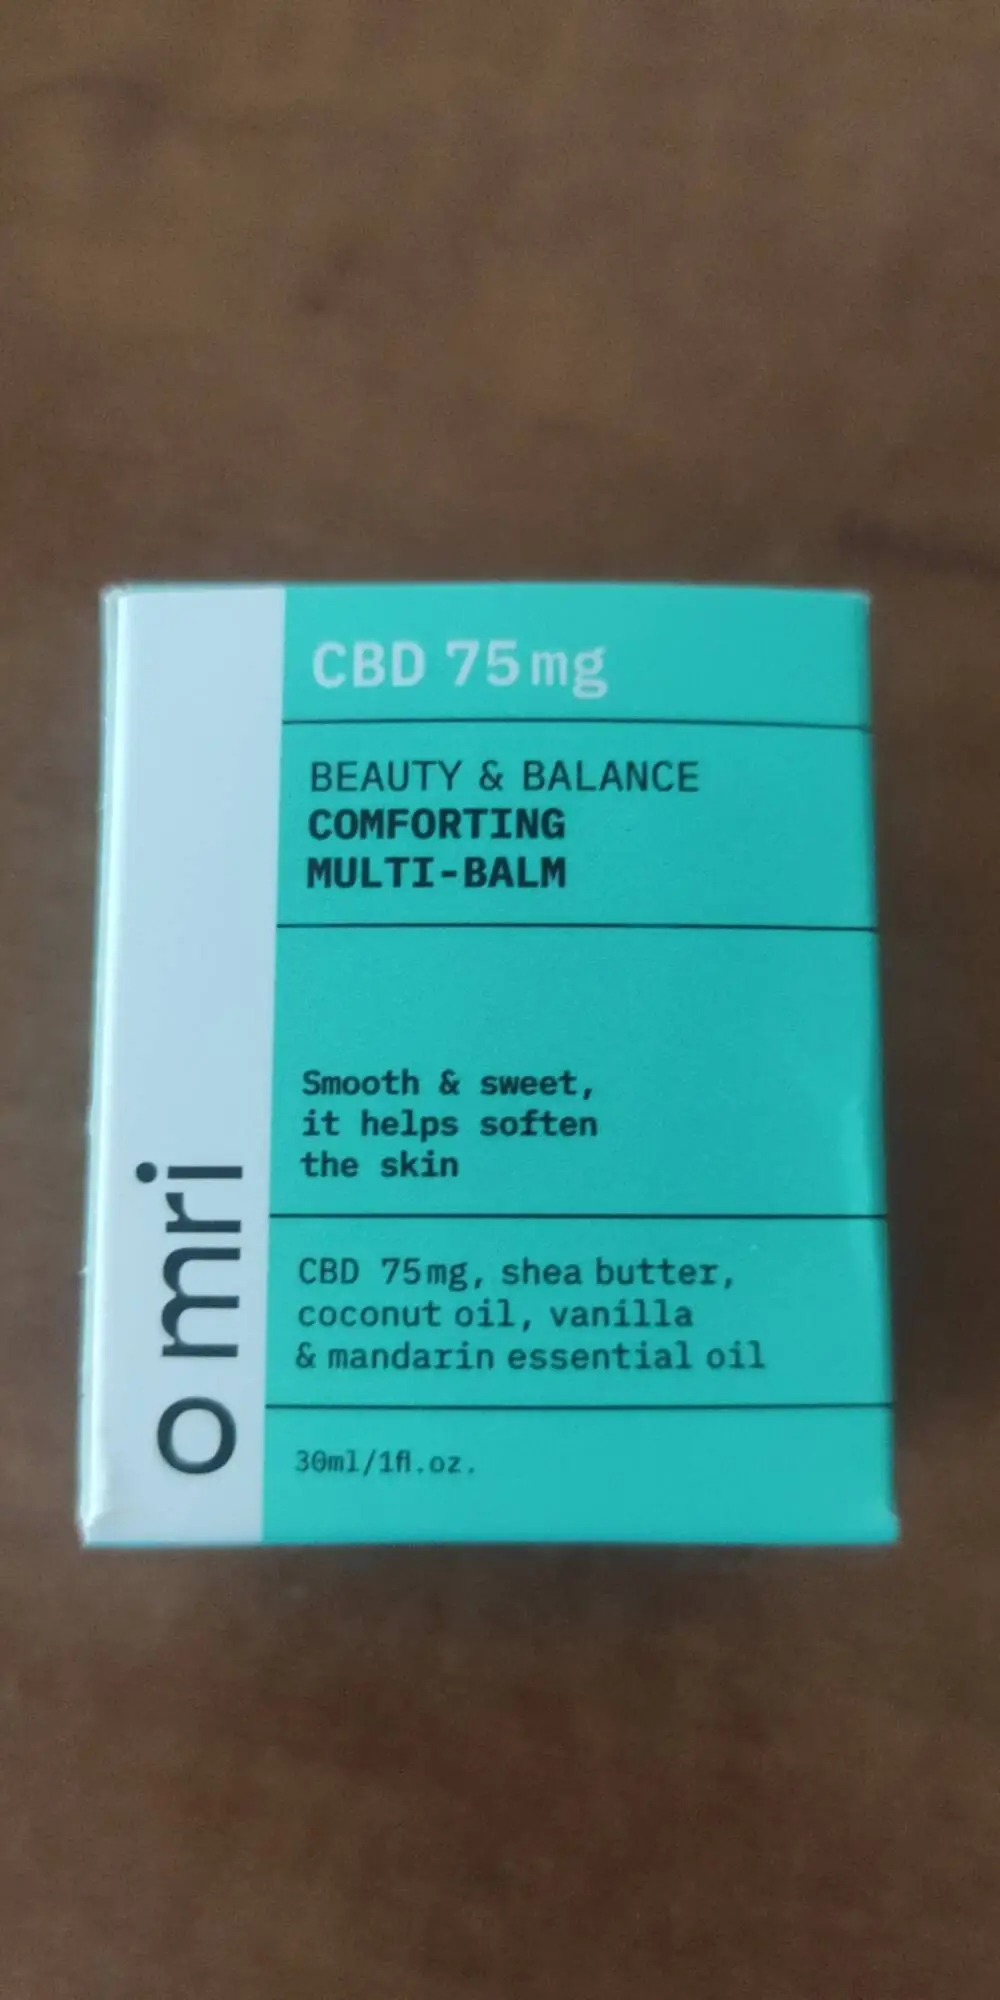 CBD 75mg
BEAUTY & BALANCE
COMFORTING
MULTI-BALM
Smooth & sweet,
it helps soften
the skin
CBD 75mg, shea butter,
coconut oil, vanilla
& mandarin essential oil
30ml/1fl.oz.
omri